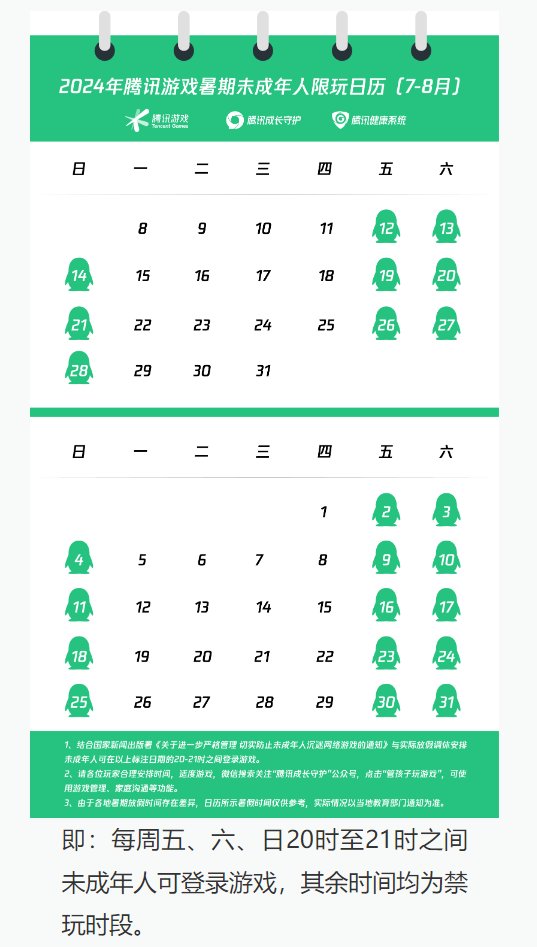 2024年腾讯游戏暑期未成年人限玩日历（7-8月）
腾讯游戏 Tencent Games 腾讯成长守护 腾讯健康系统
日 一 二 三 四 五 六
8 9 10 11 12 13
14 15 16 17 18 19 20
21 22 23 24 25 26 27
28 29 30 31
日 一 二 三 四 五 六
1 2 3
4 5 6 7 8 9 10
11 12 13 14 15 16 17
18 19 20 21 22 23 24
25 26 27 28 29 30 31
1、结合国家新闻出版署《关于进一步严格管理 切实防止未成年人沉迷网络游戏的通知》与实际放假调休安排
未成年人可在以上标注日期的20-21时之间登录游戏。
2、请各位玩家合理安排时间，适度游戏，微信搜索关注“腾讯成长守护”公众号，点击“管孩子玩游戏”，可使
用游戏管理、家庭沟通等功能。
3、由于各地暑期放假时间存在差异，日历所示暑假时间仅供参考，实际情况以当地教育部门通知为准。
即：每周五、六、日20时至21时之间
未成年人可登录游戏，其余时间均为禁
玩时段。